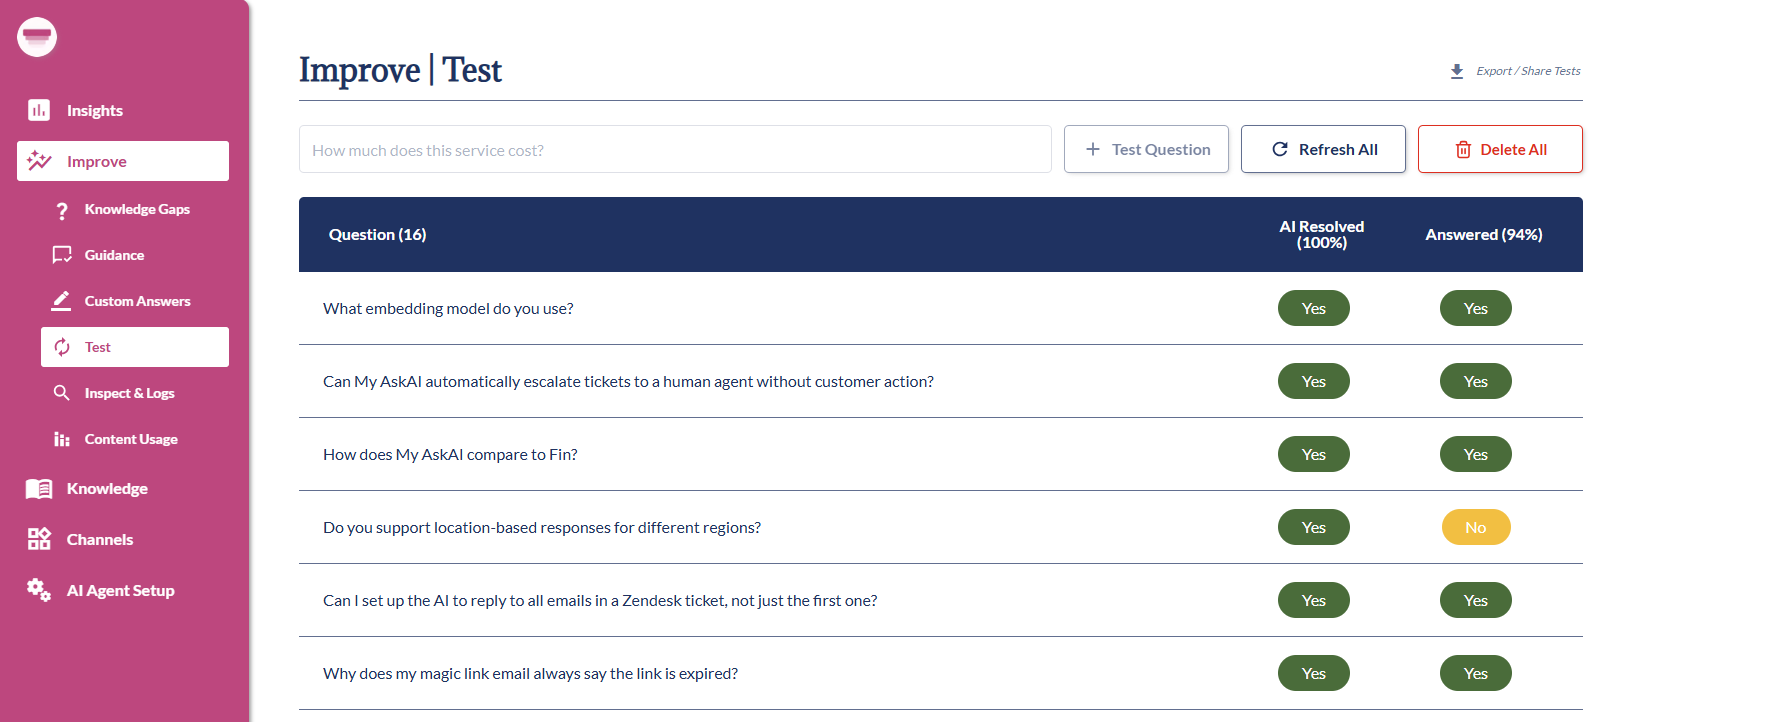 Insights
Improve
Knowledge Gaps
Guidance
Custom Answers
Test
Inspect & Logs
Content Usage
Knowledge
Channels
AI Agent Setup
Improve | Test
Export / Share Tests
How much does this service cost?
+ Test Question
Refresh All
Delete All
Question (16)
AI Resolved
(100%)
Answered (94%)
What embedding model do you use? Yes Yes
Can My AskAI automatically escalate tickets to a human agent without customer action? Yes Yes
How does My AskAI compare to Fin? Yes Yes
Do you support location-based responses for different regions? Yes No
Can I set up the AI to reply to all emails in a Zendesk ticket, not just the first one? Yes Yes
Why does my magic link email always say the link is expired? Yes Yes